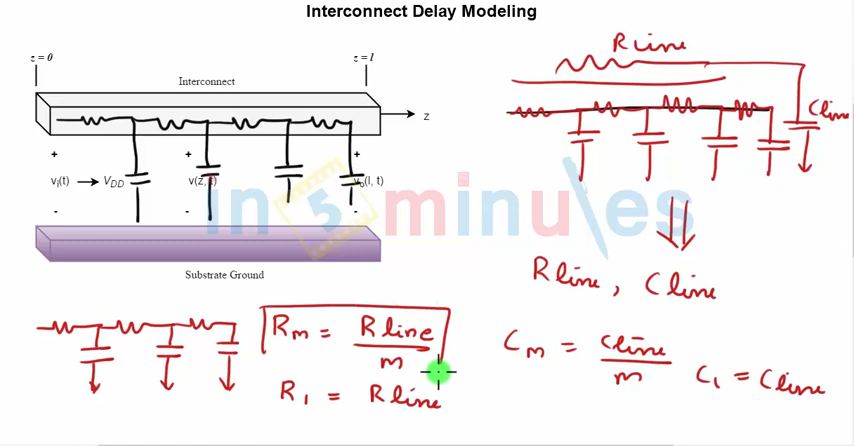 Interconnect Delay Modeling
z = 0
z = l
Interconnect
z
+ + +
vi(t) → VDD v(z, t) vo(l, t)
- - -
Substrate Ground
in 5 minutes
Rline
Cline
Rline, Cline
Rm = Rline/m
R1 = Rline
Cm = Cline/m
C1 = Cline